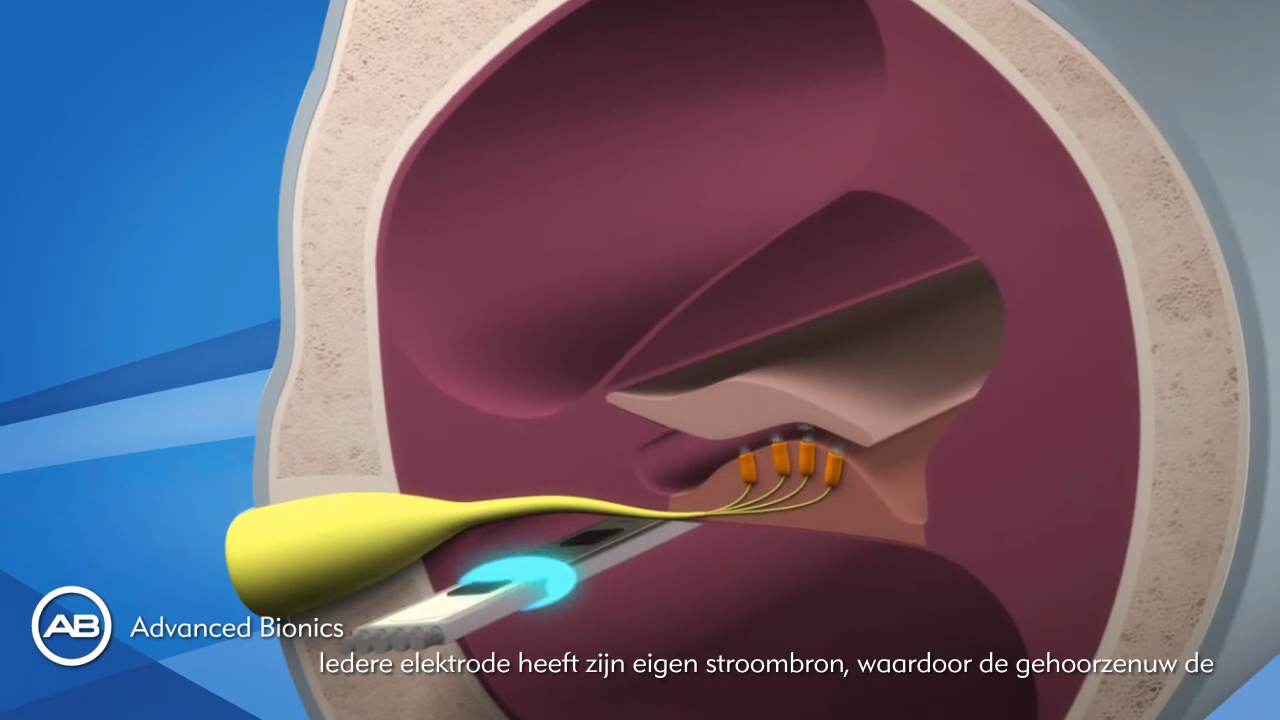 AB
Advanced Bionics
Iedere elektrode heeft zijn eigen stroombron, waardoor de gehoorzenuw de